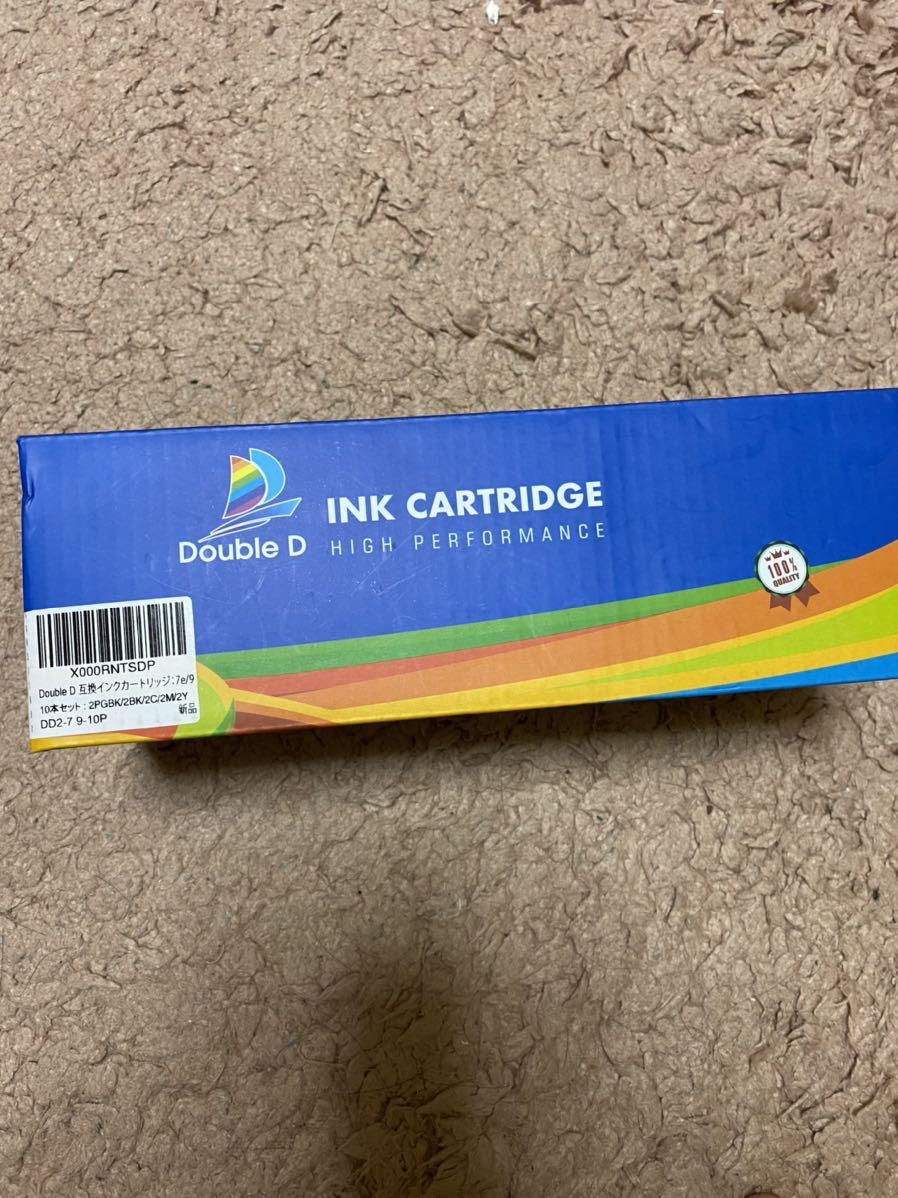 Double D
INK CARTRIDGE
HIGH PERFORMANCE
100%
QUALITY
X000RNTSDP
Double D 互換インクカートリッジ:7e/9
10本セット : 2PGBK/2BK/2C/2M/2Y
新品
DD2-7 9-10P